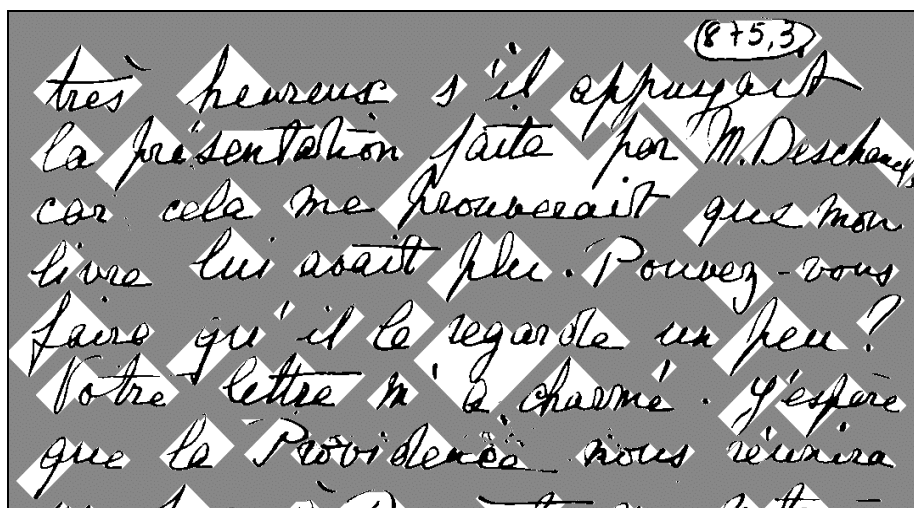 875,3
très heureux s'il appuyait
la présentation faite par M. Deschanel,
car cela me prouverait que mon
livre lui avait plu. Pouvez-vous
faire qu'il le regarde un peu ?
Votre lettre m'a charmé. J'espère
que la Providence nous réunira